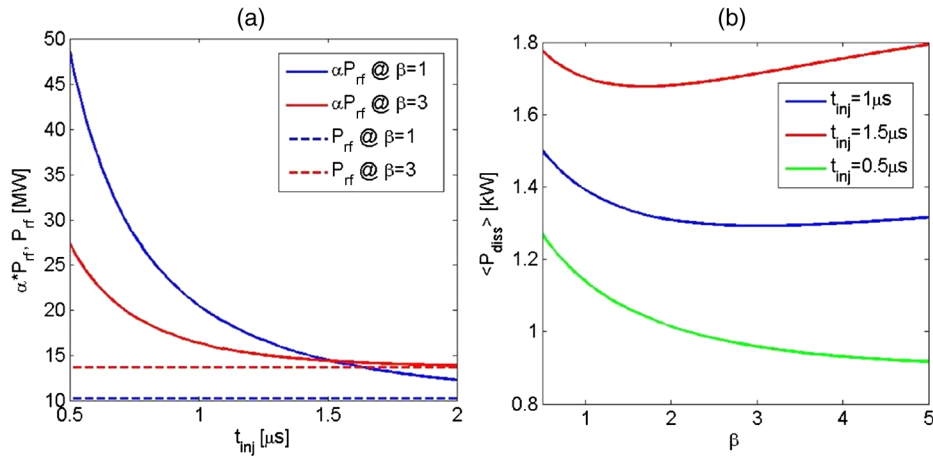 (a)
50
45
40
35
30
25
20
15
10
α*P_rf, P_rf [MW]
αP_rf @ β=1
αP_rf @ β=3
P_rf @ β=1
P_rf @ β=3
0.5 1 1.5 2
t_inj [μs]
(b)
1.8
1.6
1.4
1.2
1
0.8
<P_diss> [kW]
t_inj=1μs
t_inj=1.5μs
t_inj=0.5μs
1 2 3 4 5
β